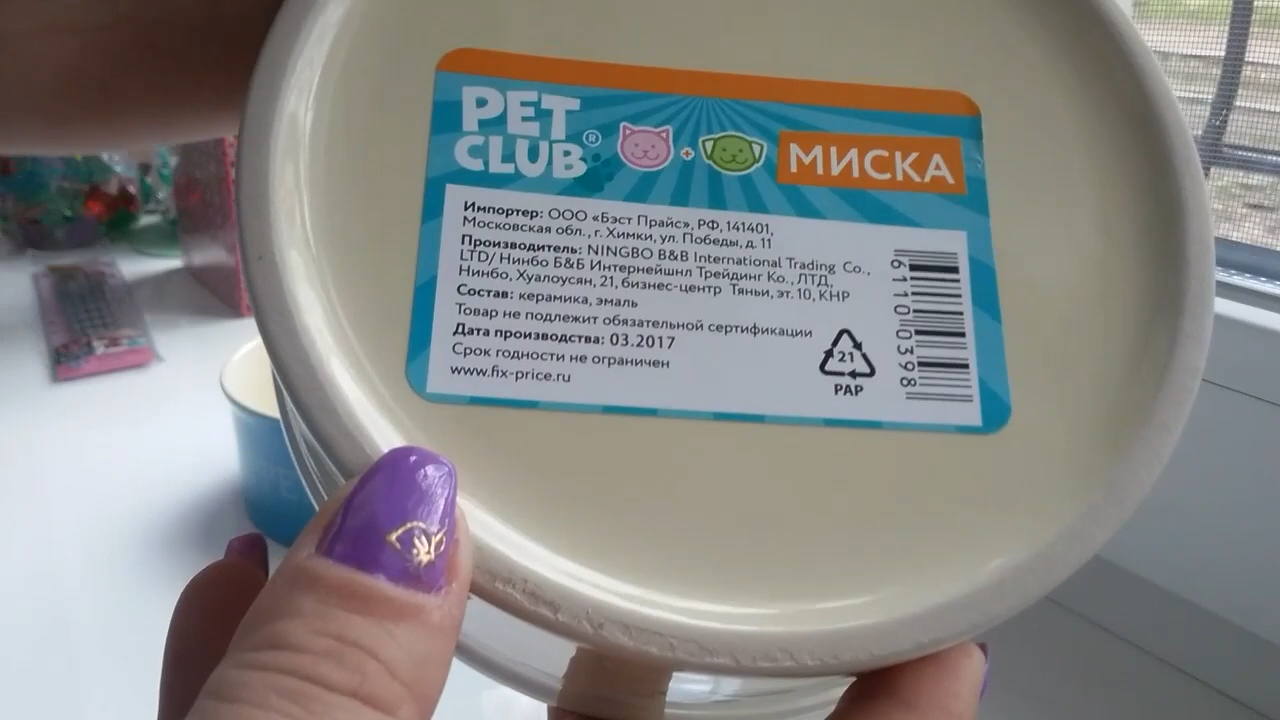 PET
CLUB®
МИСКА
Импортер: ООО «Бэст Прайс», РФ, 141401,
Московская обл., г. Химки, ул. Победы, д. 11
Производитель: NINGBO B&B International Trading Co.,
LTD/ Нинбо Б&Б Интернейшнл Трейдинг Ко., ЛТД,
Нинбо, Хуалоусян, 21, бизнес-центр Тяньи, эт. 10, КНР
Состав: керамика, эмаль
Товар не подлежит обязательной сертификации
Дата производства: 03.2017
Срок годности не ограничен
www.fix-price.ru
21
PAP
61100398